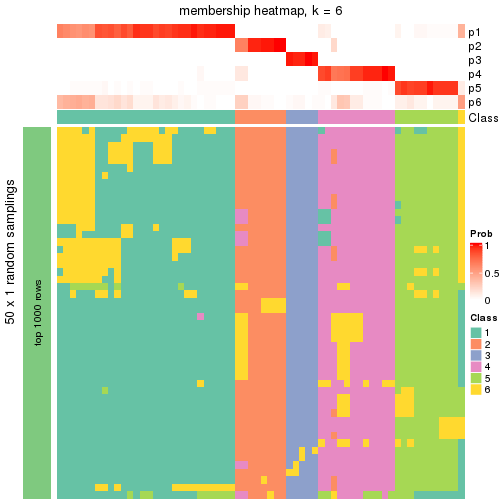 membership heatmap, k = 6
p1
p2
p3
p4
p5
p6
Class
50 x 1 random samplings
top 1000 rows
Prob
1
0.5
0
Class
1
2
3
4
5
6